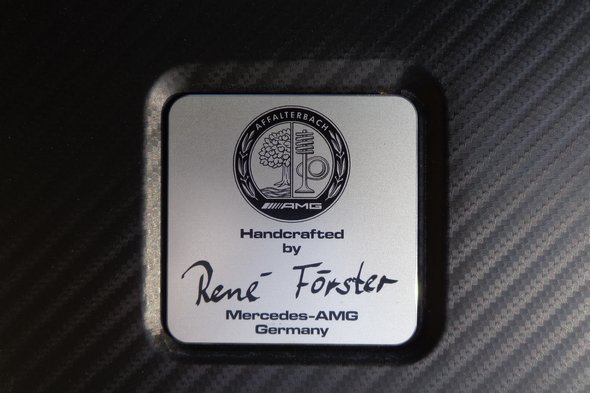 AFFALTERBACH
AMG
Handcrafted
by
René Förster
Mercedes-AMG
Germany